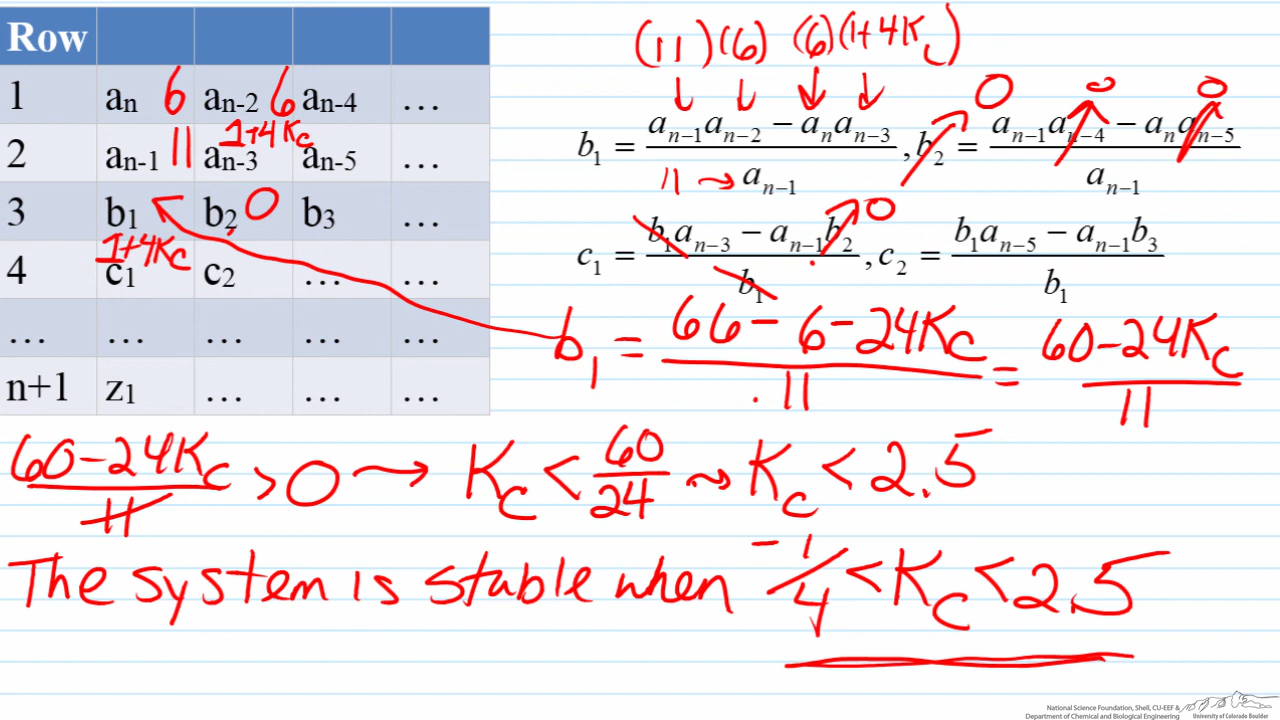 Row
1 aₙ 6 aₙ₋₂ 6 aₙ₋₄ …
2 aₙ₋₁ 11 aₙ₋₃ 1+4Kc aₙ₋₅ …
3 b₁ b₂ 0 b₃ …
4 c₁ 1+4Kc c₂ … …
… … … … …
n+1 z₁ … … …
(11)(6) (6)(1+4Kc)
b₁ = (aₙ₋₁aₙ₋₂ − aₙaₙ₋₃) / aₙ₋₁ , b₂ = (aₙ₋₁aₙ₋₄ − aₙaₙ₋₅) / aₙ₋₁
0 0 0
11 →
c₁ = (b₁aₙ₋₃ − aₙ₋₁b₂) / b₁ , c₂ = (b₁aₙ₋₅ − aₙ₋₁b₃) / b₁
0
b₁ = (66 − 6 − 24Kc) / 11 = (60 − 24Kc) / 11
(60 − 24Kc) / 11 > 0 → Kc < 60/24 → Kc < 2.5
The system is stable when −1/4 < Kc < 2.5
National Science Foundation, Shell, CU-EEF &
Department of Chemical and Biological Engineering
University of Colorado Boulder